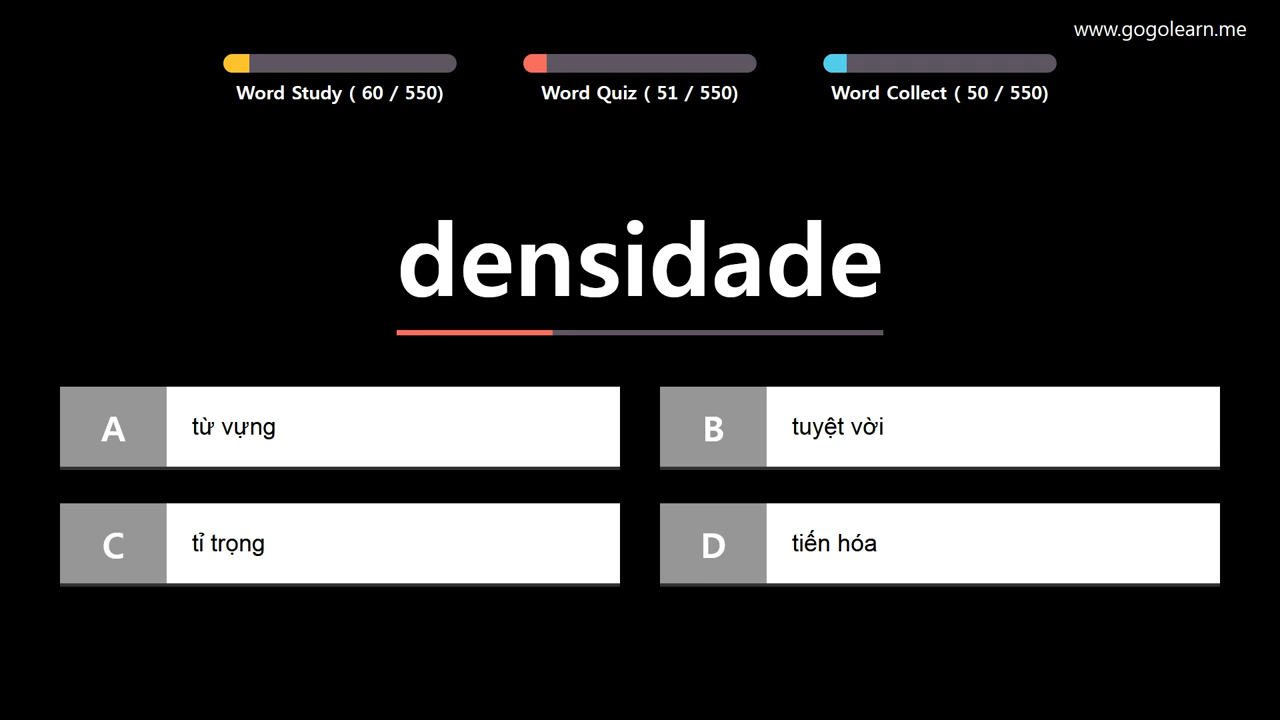 www.gogolearn.me
Word Study ( 60 / 550)
Word Quiz ( 51 / 550)
Word Collect ( 50 / 550)
densidade
A
từ vựng
B
tuyệt vời
C
tỉ trọng
D
tiến hóa